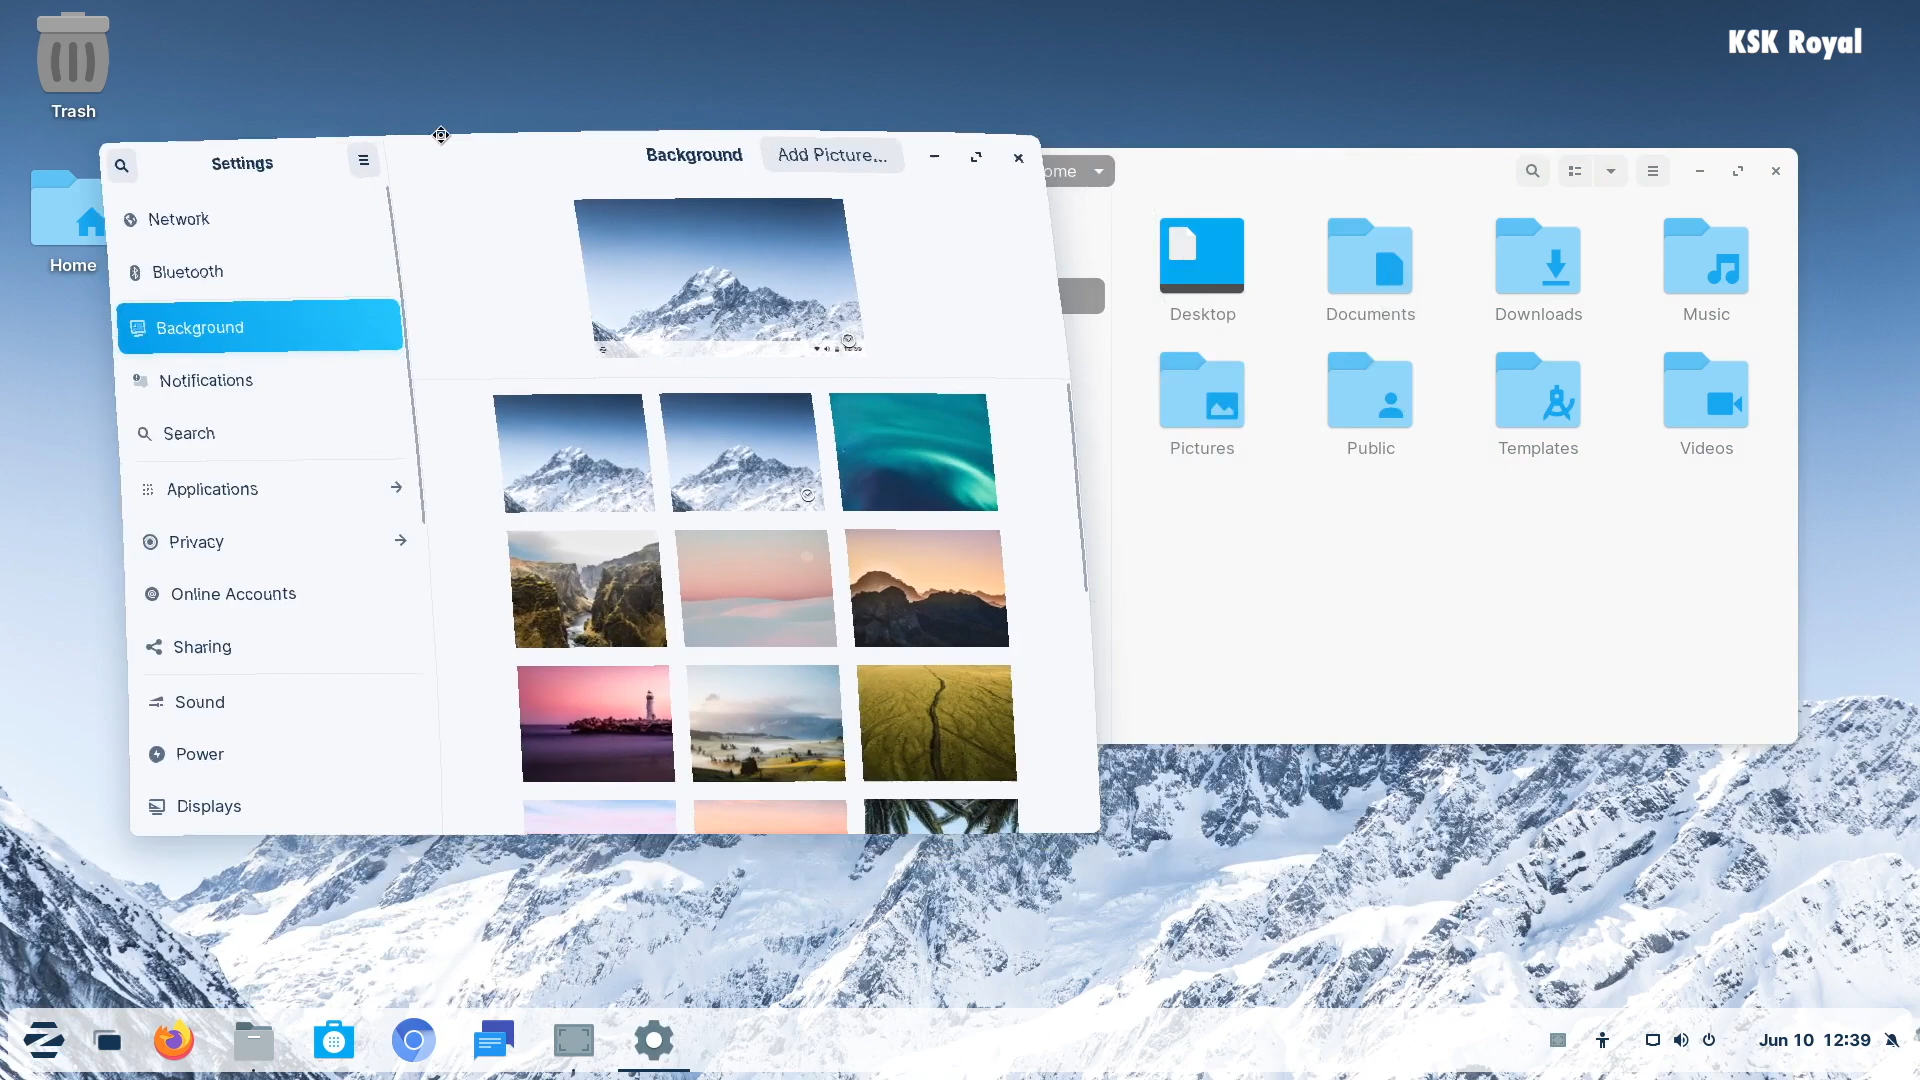 KSK Royal
Trash
Home
Settings
Background
Add Picture...
Network
Bluetooth
Background
Notifications
Search
Applications
Privacy
Online Accounts
Sharing
Sound
Power
Displays
ome
Desktop
Documents
Downloads
Music
Pictures
Public
Templates
Videos
Jun 10 12:39